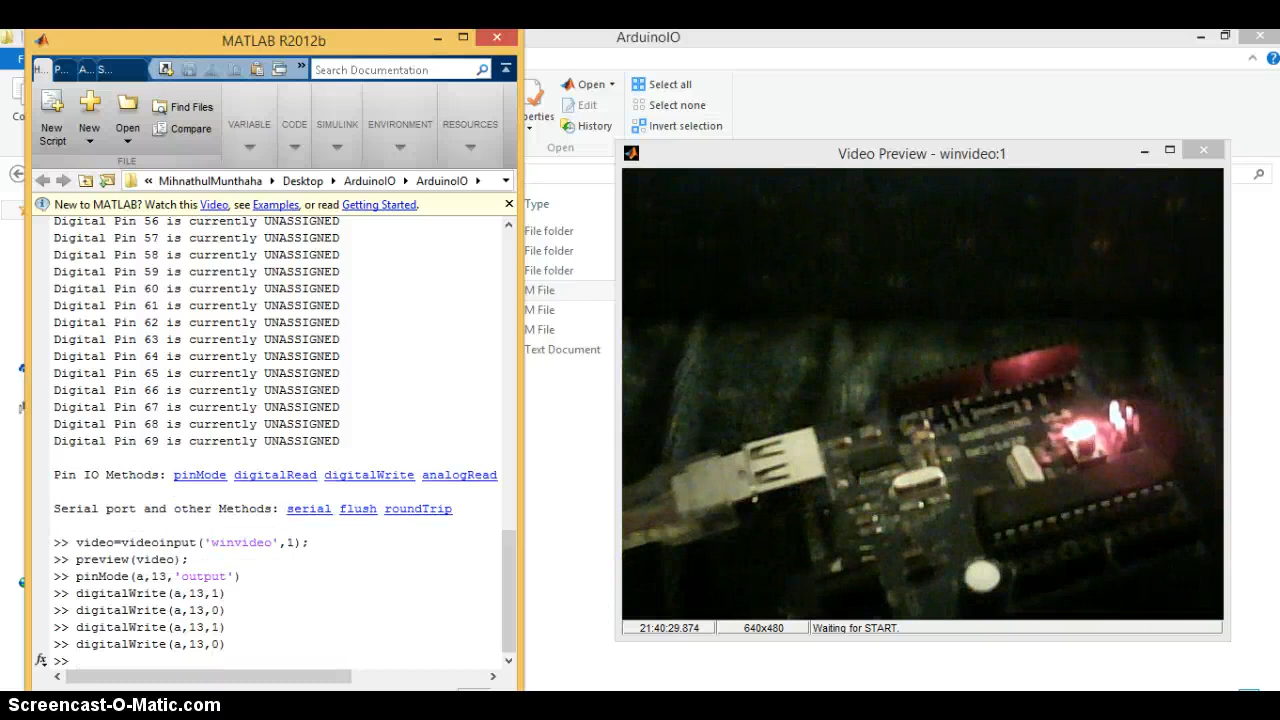 MATLAB R2012b
H... P... A... S...
Search Documentation
New Script
New
Open
Find Files
Compare
FILE
VARIABLE
CODE
SIMULINK
ENVIRONMENT
RESOURCES
« MihnathulMunthaha Desktop ArduinoIO ArduinoIO
New to MATLAB? Watch this Video, see Examples, or read Getting Started.
Digital Pin 56 is currently UNASSIGNED
Digital Pin 57 is currently UNASSIGNED
Digital Pin 58 is currently UNASSIGNED
Digital Pin 59 is currently UNASSIGNED
Digital Pin 60 is currently UNASSIGNED
Digital Pin 61 is currently UNASSIGNED
Digital Pin 62 is currently UNASSIGNED
Digital Pin 63 is currently UNASSIGNED
Digital Pin 64 is currently UNASSIGNED
Digital Pin 65 is currently UNASSIGNED
Digital Pin 66 is currently UNASSIGNED
Digital Pin 67 is currently UNASSIGNED
Digital Pin 68 is currently UNASSIGNED
Digital Pin 69 is currently UNASSIGNED
Pin IO Methods: pinMode digitalRead digitalWrite analogRead
Serial port and other Methods: serial flush roundTrip
>> video=videoinput('winvideo',1);
>> preview(video);
>> pinMode(a,13,'output')
>> digitalWrite(a,13,1)
>> digitalWrite(a,13,0)
>> digitalWrite(a,13,1)
>> digitalWrite(a,13,0)
fx >>
ArduinoIO
perties
Open
Edit
History
Open
Select all
Select none
Invert selection
Type
File folder
File folder
File folder
M File
M File
M File
Text Document
Video Preview - winvideo:1
21:40:29.874
640x480
Waiting for START.
Screencast-O-Matic.com